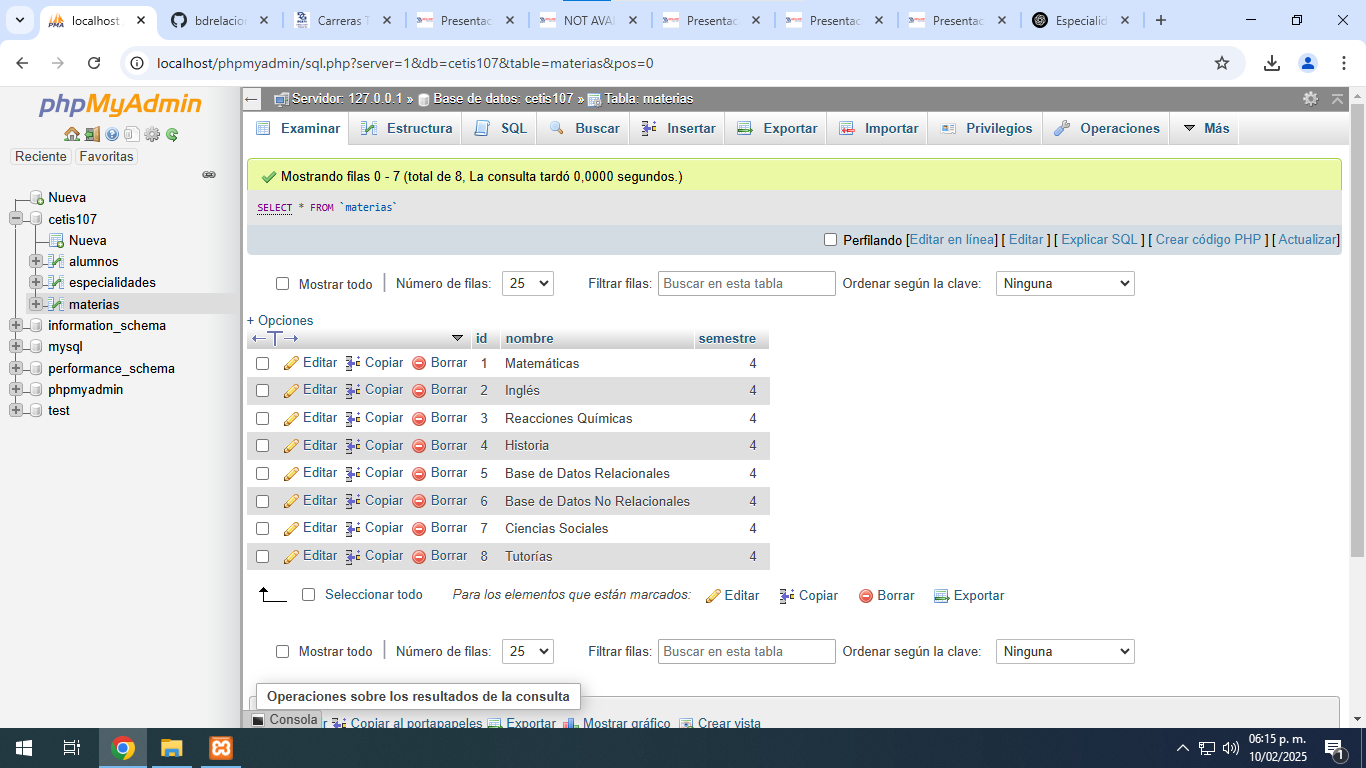 localhost
bdrelacio
Carreras T
Presentac
NOT AVAI
Presentac
Presentac
Presentac
Especialid
localhost/phpmyadmin/sql.php?server=1&db=cetis107&table=materias&pos=0
phpMyAdmin
Reciente Favoritas
Nueva
cetis107
Nueva
alumnos
especialidades
materias
information_schema
mysql
performance_schema
phpmyadmin
test
Servidor: 127.0.0.1 » Base de datos: cetis107 » Tabla: materias
Examinar Estructura SQL Buscar Insertar Exportar Importar Privilegios Operaciones Más
Mostrando filas 0 - 7 (total de 8, La consulta tardó 0,0000 segundos.)
SELECT * FROM `materias`
Perfilando [Editar en línea] [ Editar ] [ Explicar SQL ] [ Crear código PHP ] [ Actualizar]
Mostrar todo | Número de filas: 25 Filtrar filas: Buscar en esta tabla Ordenar según la clave: Ninguna
+ Opciones
id nombre semestre
Editar Copiar Borrar 1 Matemáticas 4
Editar Copiar Borrar 2 Inglés 4
Editar Copiar Borrar 3 Reacciones Químicas 4
Editar Copiar Borrar 4 Historia 4
Editar Copiar Borrar 5 Base de Datos Relacionales 4
Editar Copiar Borrar 6 Base de Datos No Relacionales 4
Editar Copiar Borrar 7 Ciencias Sociales 4
Editar Copiar Borrar 8 Tutorías 4
Seleccionar todo Para los elementos que están marcados: Editar Copiar Borrar Exportar
Mostrar todo | Número de filas: 25 Filtrar filas: Buscar en esta tabla Ordenar según la clave: Ninguna
Operaciones sobre los resultados de la consulta
Consola r Copiar al portapapeles Exportar Mostrar gráfico Crear vista
06:15 p. m.
10/02/2025
1